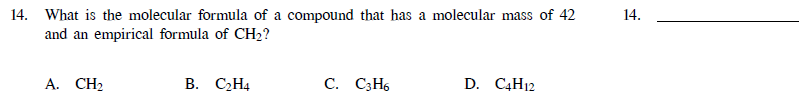 14. What is the molecular formula of a compound that has a molecular mass of 42 14. ____________
and an empirical formula of CH₂?
A. CH₂ B. C₂H₄ C. C₃H₆ D. C₄H₁₂